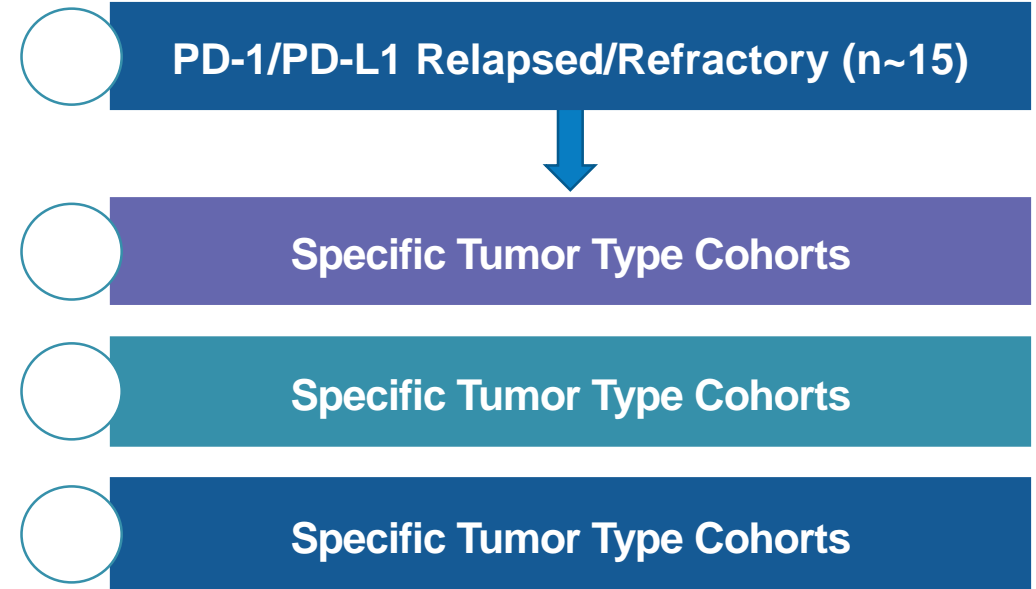 PD-1/PD-L1 Relapsed/Refractory (n~15)
Specific Tumor Type Cohorts
Specific Tumor Type Cohorts
Specific Tumor Type Cohorts